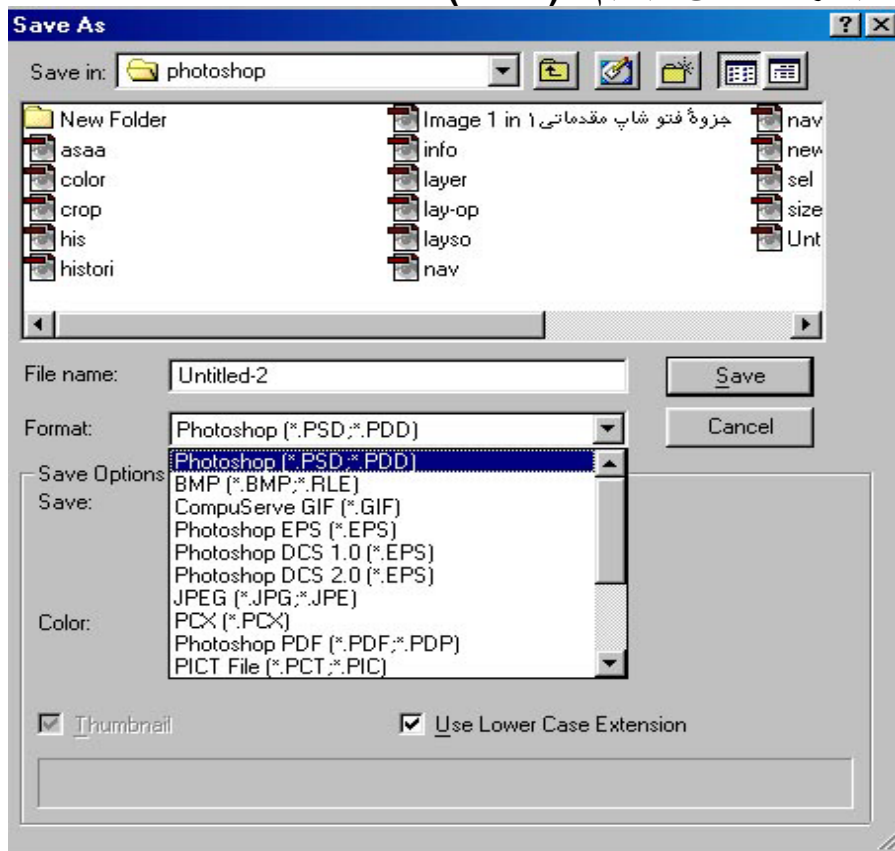 Save As
Save in: photoshop
New Folder
asaa
color
crop
his
histori
Image 1 in جزوهٔ فتو شاپ مقدماتی۱
info
layer
lay-op
layso
nav
nav
new
sel
size
Unt
File name: Untitled-2
Save
Format: Photoshop (*.PSD;*.PDD)
Cancel
Photoshop (*.PSD;*.PDD)
BMP (*.BMP;*.RLE)
CompuServe GIF (*.GIF)
Photoshop EPS (*.EPS)
Photoshop DCS 1.0 (*.EPS)
Photoshop DCS 2.0 (*.EPS)
JPEG (*.JPG;*.JPE)
PCX (*.PCX)
Photoshop PDF (*.PDF;*.PDP)
PICT File (*.PCT;*.PIC)
Save Options
Save:
Color:
Thumbnail
Use Lower Case Extension